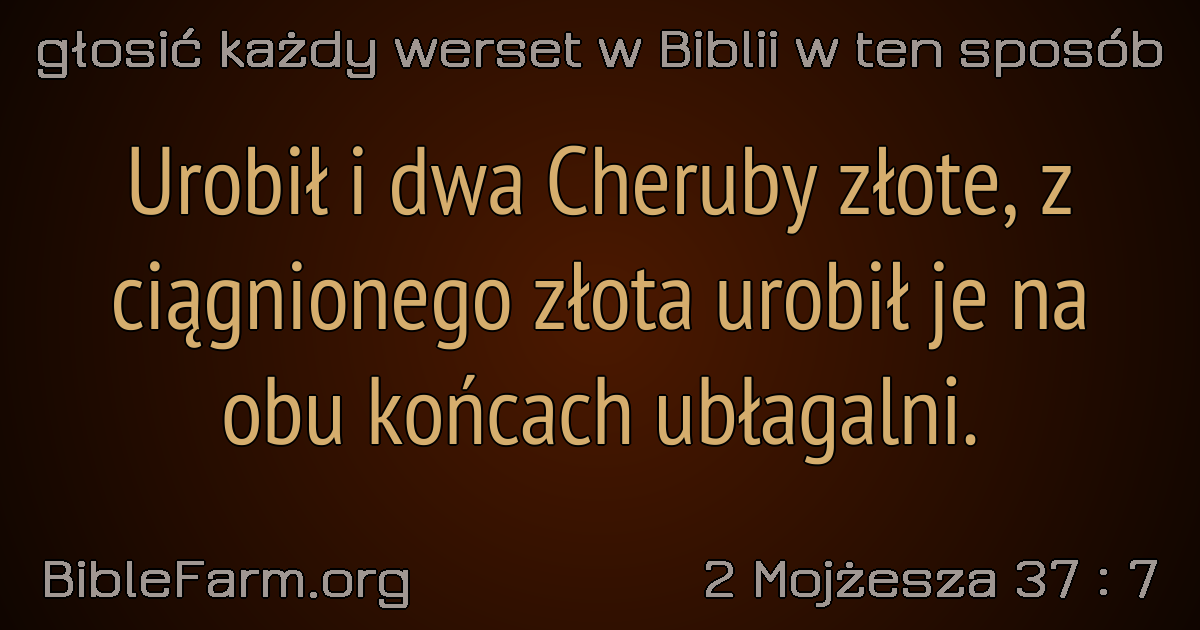 głosić każdy werset w Biblii w ten sposób
Urobił i dwa Cheruby złote, z
ciągnionego złota urobił je na
obu końcach ubłagalni.
BibleFarm.org
2 Mojżesza 37 : 7